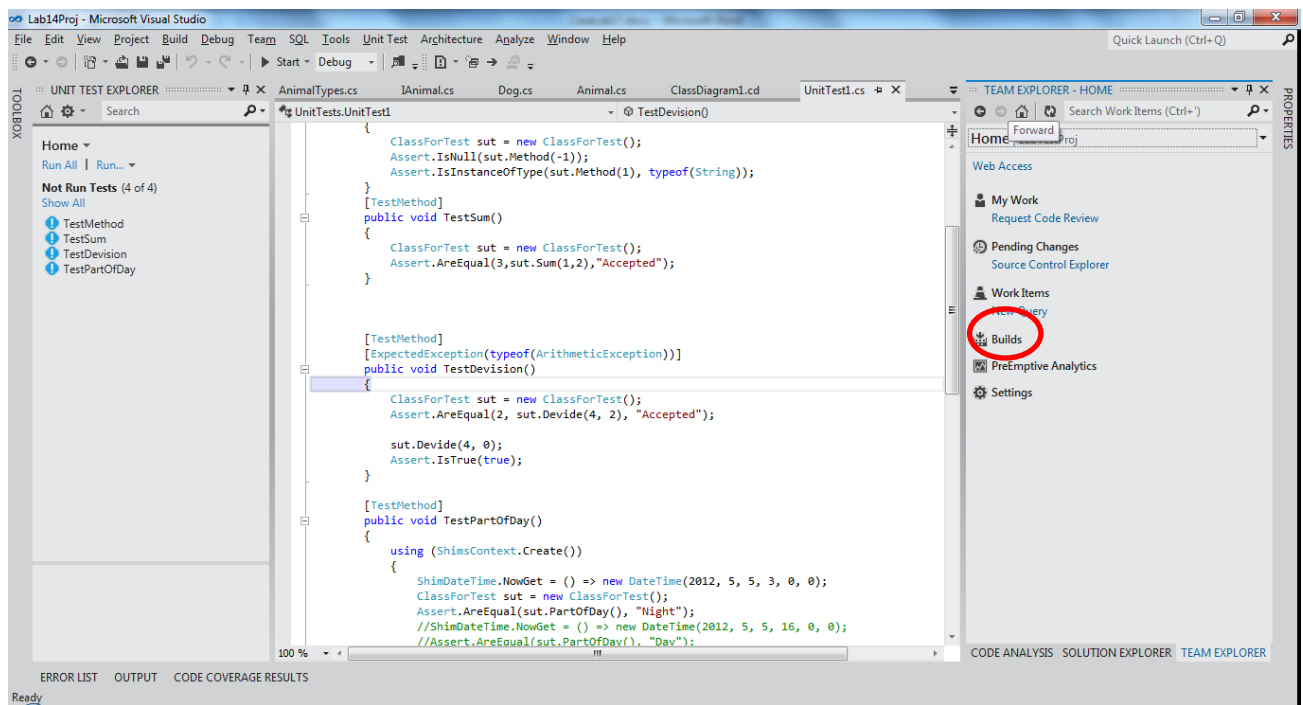 Lab14Proj - Microsoft Visual Studio
File Edit View Project Build Debug Team SQL Tools Unit Test Architecture Analyze Window Help
Quick Launch (Ctrl+Q)
Start Debug
TOOLBOX
UNIT TEST EXPLORER
Search
Home
Run All | Run...
Not Run Tests (4 of 4)
Show All
TestMethod
TestSum
TestDevision
TestPartOfDay
AnimalTypes.cs IAnimal.cs Dog.cs Animal.cs ClassDiagram1.cd UnitTest1.cs
UnitTests.UnitTest1 TestDevision()
{
ClassForTest sut = new ClassForTest();
Assert.IsNull(sut.Method(-1));
Assert.IsInstanceOfType(sut.Method(1), typeof(String));
}
[TestMethod]
public void TestSum()
{
ClassForTest sut = new ClassForTest();
Assert.AreEqual(3,sut.Sum(1,2),"Accepted");
}
[TestMethod]
[ExpectedException(typeof(ArithmeticException))]
public void TestDevision()
{
ClassForTest sut = new ClassForTest();
Assert.AreEqual(2, sut.Devide(4, 2), "Accepted");
sut.Devide(4, 0);
Assert.IsTrue(true);
}
[TestMethod]
public void TestPartOfDay()
{
using (ShimsContext.Create())
{
ShimDateTime.NowGet = () => new DateTime(2012, 5, 5, 3, 0, 0);
ClassForTest sut = new ClassForTest();
Assert.AreEqual(sut.PartOfDay(), "Night");
//ShimDateTime.NowGet = () => new DateTime(2012, 5, 5, 16, 0, 0);
//Assert.AreEqual(sut.PartOfDay(), "Day");
100 %
TEAM EXPLORER - HOME
Search Work Items (Ctrl+')
Forward
Home Proj
Web Access
My Work
Request Code Review
Pending Changes
Source Control Explorer
Work Items
New Query
Builds
PreEmptive Analytics
Settings
CODE ANALYSIS SOLUTION EXPLORER TEAM EXPLORER
PROPERTIES
ERROR LIST OUTPUT CODE COVERAGE RESULTS
Ready